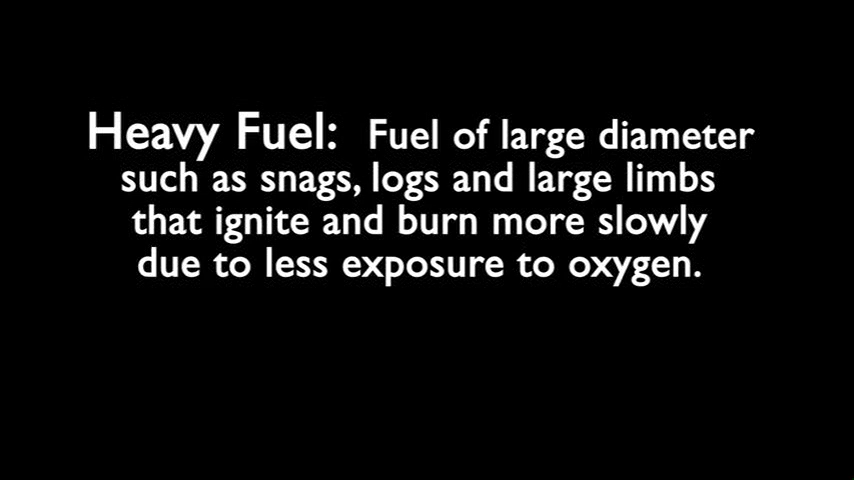 Heavy Fuel: Fuel of large diameter
such as snags, logs and large limbs
that ignite and burn more slowly
due to less exposure to oxygen.